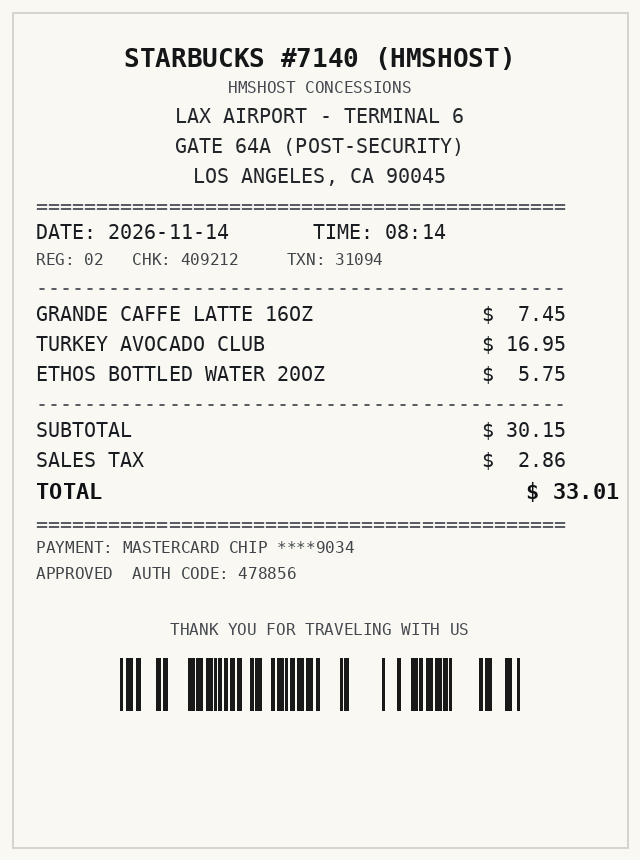 STARBUCKS #7140 (HMSHOST)
HMSHOST CONCESSIONS
LAX AIRPORT - TERMINAL 6
GATE 64A (POST-SECURITY)
LOS ANGELES, CA 90045
============================================
DATE: 2026-11-14       TIME: 08:14
REG: 02   CHK: 409212     TXN: 31094
--------------------------------------------
GRANDE CAFFE LATTE 16OZ              $  7.45
TURKEY AVOCADO CLUB                  $ 16.95
ETHOS BOTTLED WATER 20OZ             $  5.75
--------------------------------------------
SUBTOTAL                             $ 30.15
SALES TAX                            $  2.86
TOTAL                                $ 33.01
============================================
PAYMENT: MASTERCARD CHIP ****9034
APPROVED  AUTH CODE: 478856
THANK YOU FOR TRAVELING WITH US